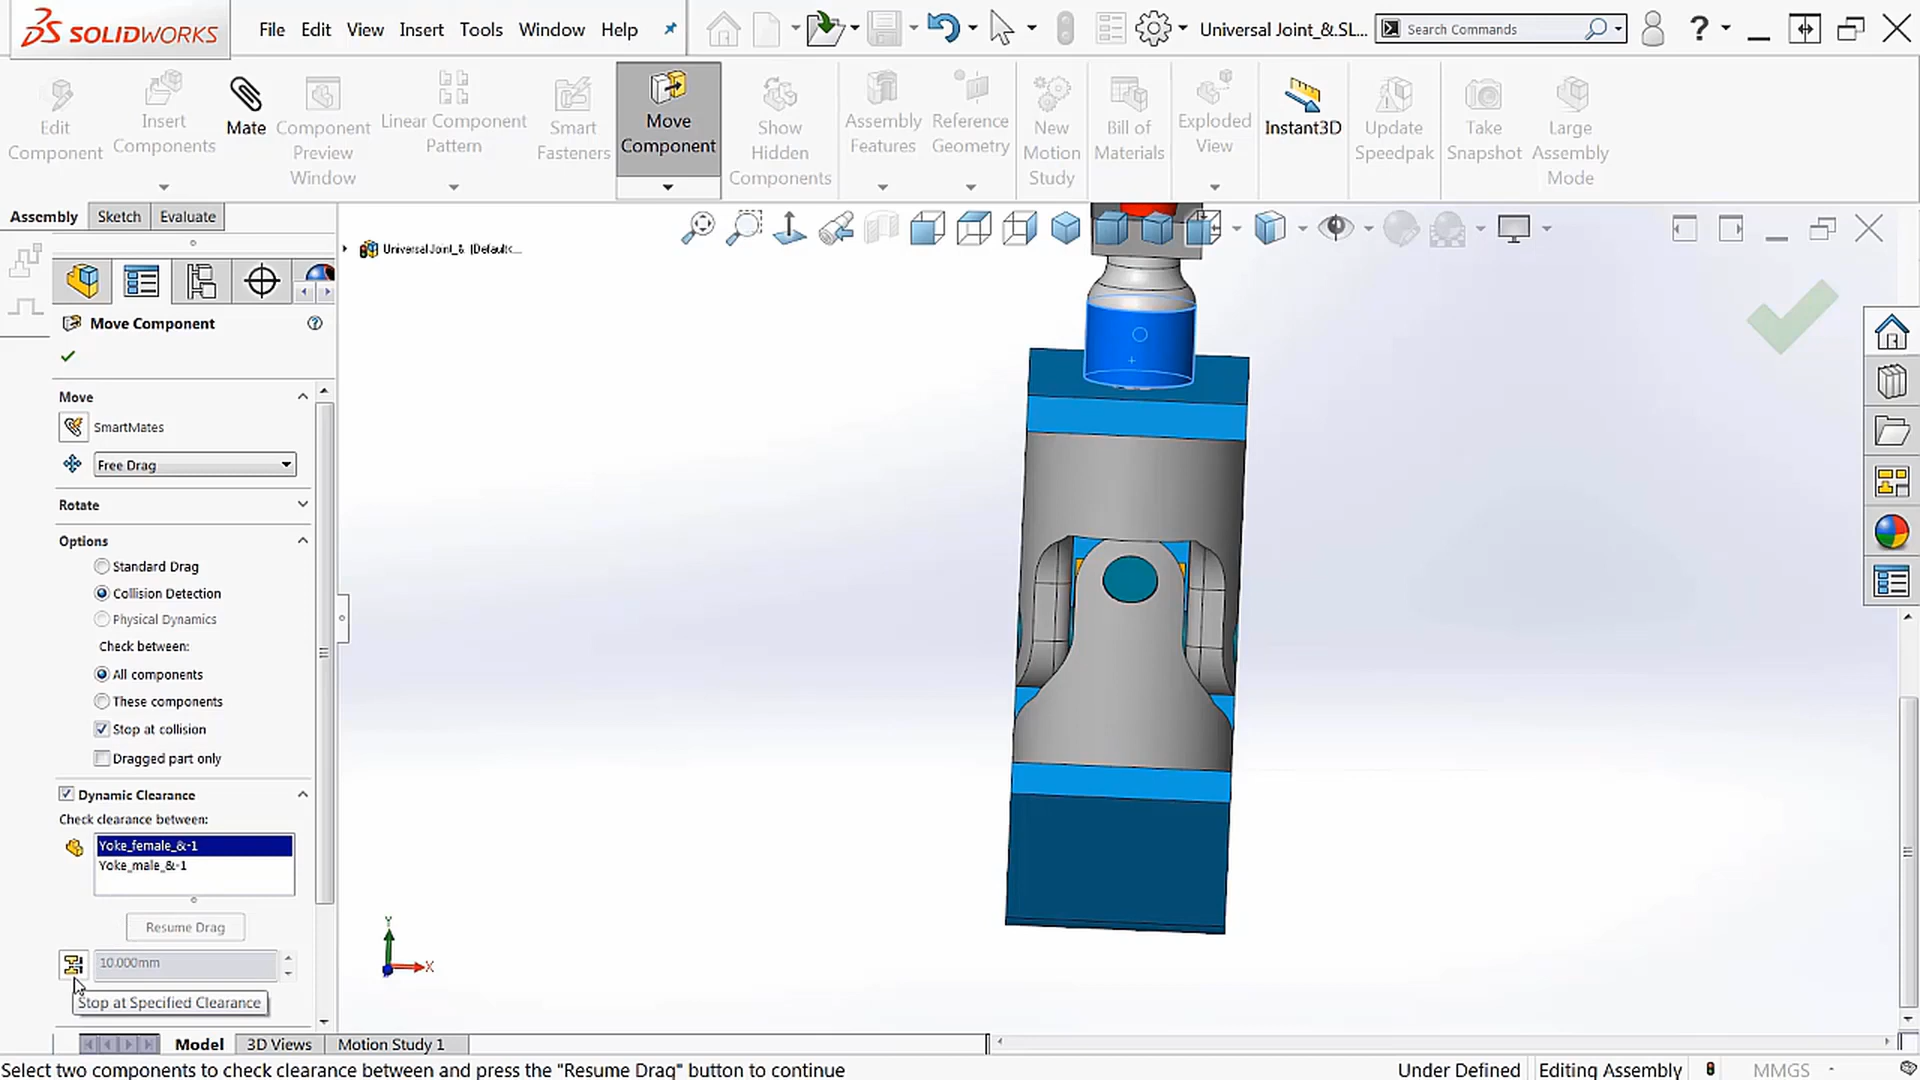 SOLIDWORKS
File Edit View Insert Tools Window Help
Universal Joint_&.SL...
Search Commands
Edit Component
Insert Components
Mate
Component Preview Window
Linear Component Pattern
Smart Fasteners
Move Component
Show Hidden Components
Assembly Features
Reference Geometry
New Motion Study
Bill of Materials
Exploded View
Instant3D
Update Speedpak
Take Snapshot
Large Assembly Mode
Assembly Sketch Evaluate
Universal Joint_& (Default<...
Move Component
Move
SmartMates
Free Drag
Rotate
Options
Standard Drag
Collision Detection
Physical Dynamics
Check between:
All components
These components
Stop at collision
Dragged part only
Dynamic Clearance
Check clearance between:
Yoke_female_&-1
Yoke_male_&-1
Resume Drag
10.000mm
Stop at Specified Clearance
Y
X
Model 3D Views Motion Study 1
Select two components to check clearance between and press the "Resume Drag" button to continue
Under Defined Editing Assembly MMGS